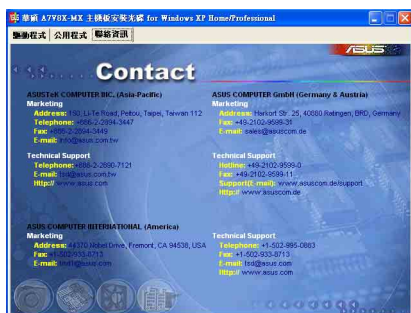 華碩 A7V8X-MX 主機板安裝光碟 for Windows XP Home/Professional
驅動程式 公用程式 聯絡資訊
ASUS
Contact
ASUSTeK COMPUTER INC. (Asia-Pacific)
Marketing
Address: 150, Li-Te Road, Peitou, Taipei, Taiwan 112
Telephone: +886-2-2894-3447
Fax: +886-2-2894-3449
E-mail: info@asus.com.tw
Technical Support
Telephone: +886-2-2890-7121
E-mail: tsd@asus.com.tw
Http:// www.asus.com
ASUS COMPUTER INTERNATIONAL (America)
Marketing
Address: 44370 Nobel Drive, Fremont, CA 94538, USA
Fax: +1-502-933-8713
E-mail: tmd1@asus.com
ASUS COMPUTER GmbH (Germany & Austria)
Marketing
Address: Harkort Str. 25, 40880 Ratingen, BRD, Germany
Fax: +49-2102-9599-31
E-mail: sales@asuscom.de
Technical Support
Hotline: +49-2102-9599-0
Fax: +49-2102-9599-11
Support(E-mail): www.asuscom.de/support
Http:// www.asuscom.de
Technical Support
Telephone: +1-502-995-0883
Fax: +1-502-933-8713
E-mail: tsd@asus.com
Http:// www.asus.com